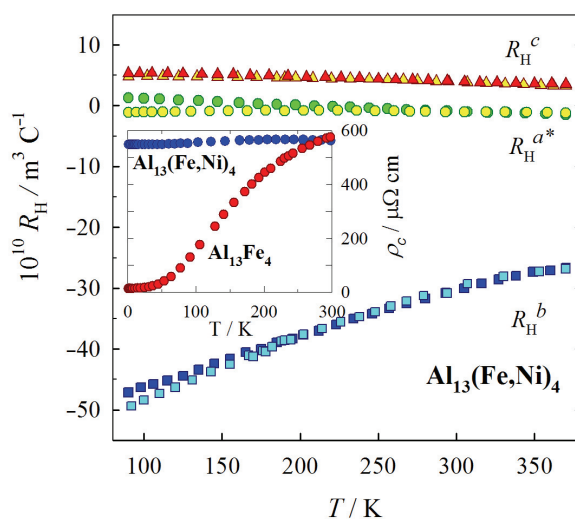 10
0
-10
-20
-30
-40
-50
10¹⁰ R_H / m³ C⁻¹
R_H^c
R_H^a*
R_H^b
Al₁₃(Fe,Ni)₄
Al₁₃Fe₄
600
400
200
0
ρ_c / μΩ cm
0 100 200 300
T / K
Al₁₃(Fe,Ni)₄
100 150 200 250 300 350
T / K